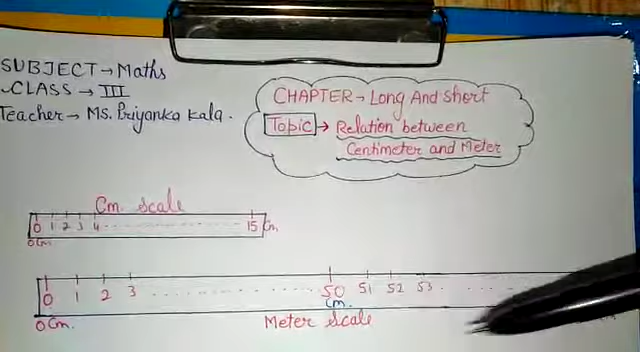 SUBJECT → Maths
CLASS → III
Teacher → Ms. Priyanka Kala.
CHAPTER → Long And Short
Topic → Relation between
Centimeter and Meter
Cm scale
0 1 2 3 4 15 Cm.
0 Cm.
0 1 2 3 50 51 52 53
Cm.
0 Cm.
Meter Scale